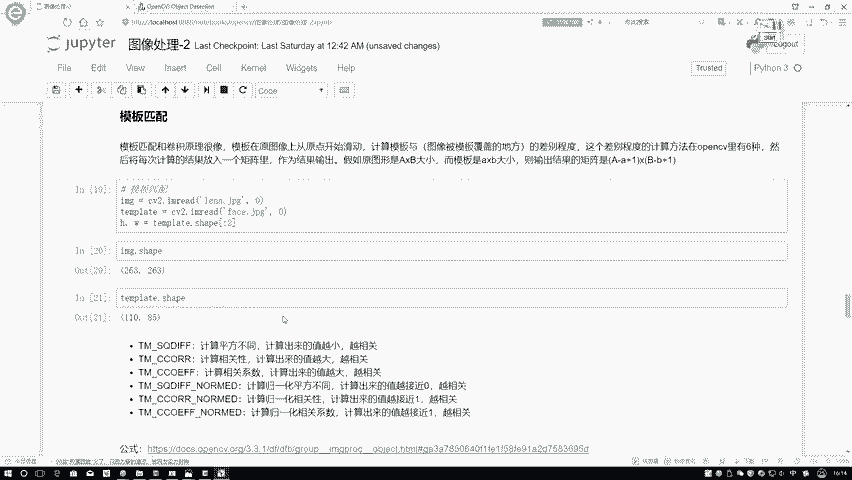 OpenCV Object Detection
jupyter 图像处理-2 Last Checkpoint: Last Saturday at 12:42 AM (unsaved changes)
Logout
File Edit View Insert Cell Kernel Widgets Help
Trusted
Python 3
Code
模板匹配
模板匹配和卷积原理很像，模板在原图像上从原点开始滑动，计算模板与（图像被模板覆盖的地方）的差别程度，这个差别程度的计算方法在opencv里有6种，然
后将每次计算的结果放入一个矩阵里，作为结果输出。假如原图形是AxB大小，而模板是axb大小，则输出结果的矩阵是(A-a+1)x(B-b+1)
In [19]:
# 模板匹配
img = cv2.imread('lena.jpg', 0)
template = cv2.imread('face.jpg', 0)
h, w = template.shape[:2]
In [20]: img.shape
Out[20]: (263, 263)
In [21]: template.shape
Out[21]: (110, 85)
• TM_SQDIFF：计算平方不同，计算出来的值越小，越相关
• TM_CCORR：计算相关性，计算出来的值越大，越相关
• TM_CCOEFF：计算相关系数，计算出来的值越大，越相关
• TM_SQDIFF_NORMED：计算归一化平方不同，计算出来的值越接近0，越相关
• TM_CCORR_NORMED：计算归一化相关性，计算出来的值越接近1，越相关
• TM_CCOEFF_NORMED：计算归一化相关系数，计算出来的值越接近1，越相关
公式：
16:14